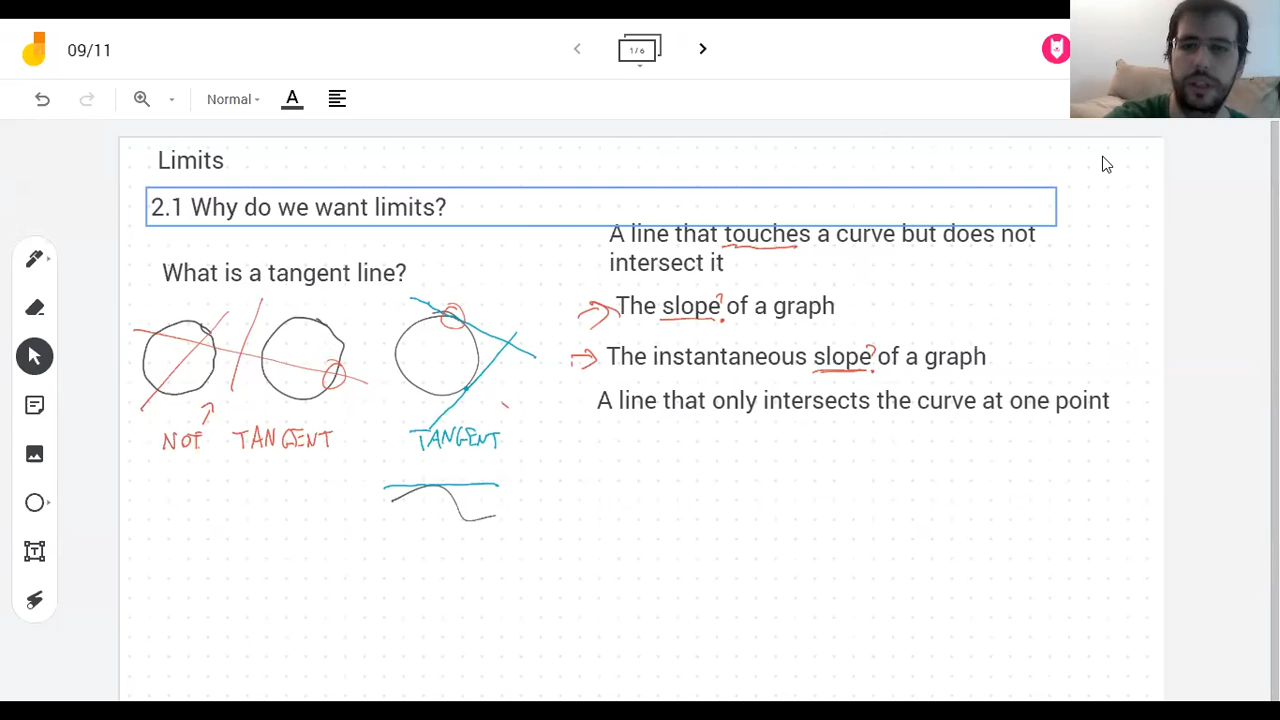 09/11
1/6
Normal
Limits
2.1 Why do we want limits?
A line that touches a curve but does not
intersect it
What is a tangent line?
The slope? of a graph
The instantaneous slope? of a graph
A line that only intersects the curve at one point
NOT TANGENT
TANGENT